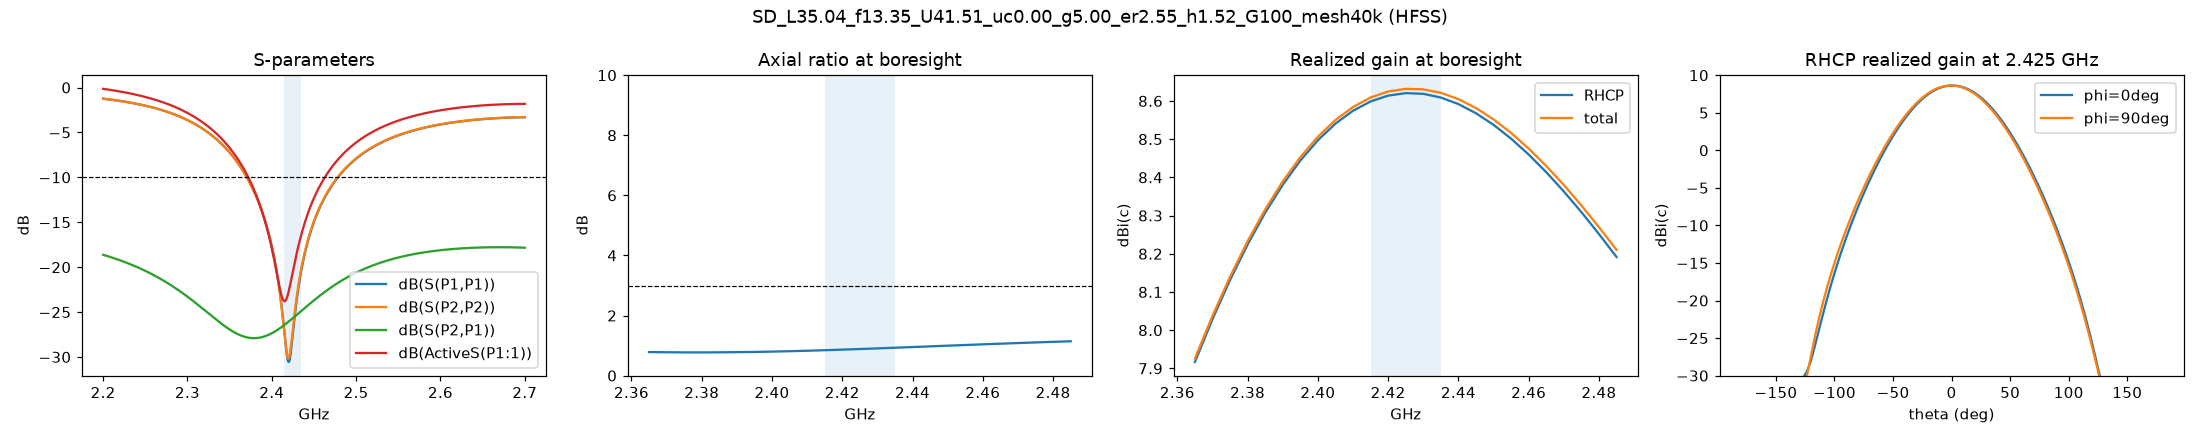 SD_L35.04_f13.35_U41.51_uc0.00_g5.00_er2.55_h1.52_G100_mesh40k (HFSS)
S-parameters
0
−5
−10
−15
−20
−25
−30
dB
2.2
2.3
2.4
2.5
2.6
2.7
GHz
dB(S(P1,P1))
dB(S(P2,P2))
dB(S(P2,P1))
dB(ActiveS(P1:1))
Axial ratio at boresight
10
8
6
4
2
0
dB
2.36
2.38
2.40
2.42
2.44
2.46
2.48
GHz
Realized gain at boresight
8.6
8.5
8.4
8.3
8.2
8.1
8.0
7.9
dBi(c)
2.36
2.38
2.40
2.42
2.44
2.46
2.48
GHz
RHCP
total
RHCP realized gain at 2.425 GHz
10
5
0
−5
−10
−15
−20
−25
−30
dBi(c)
−150
−100
−50
0
50
100
150
theta (deg)
phi=0deg
phi=90deg